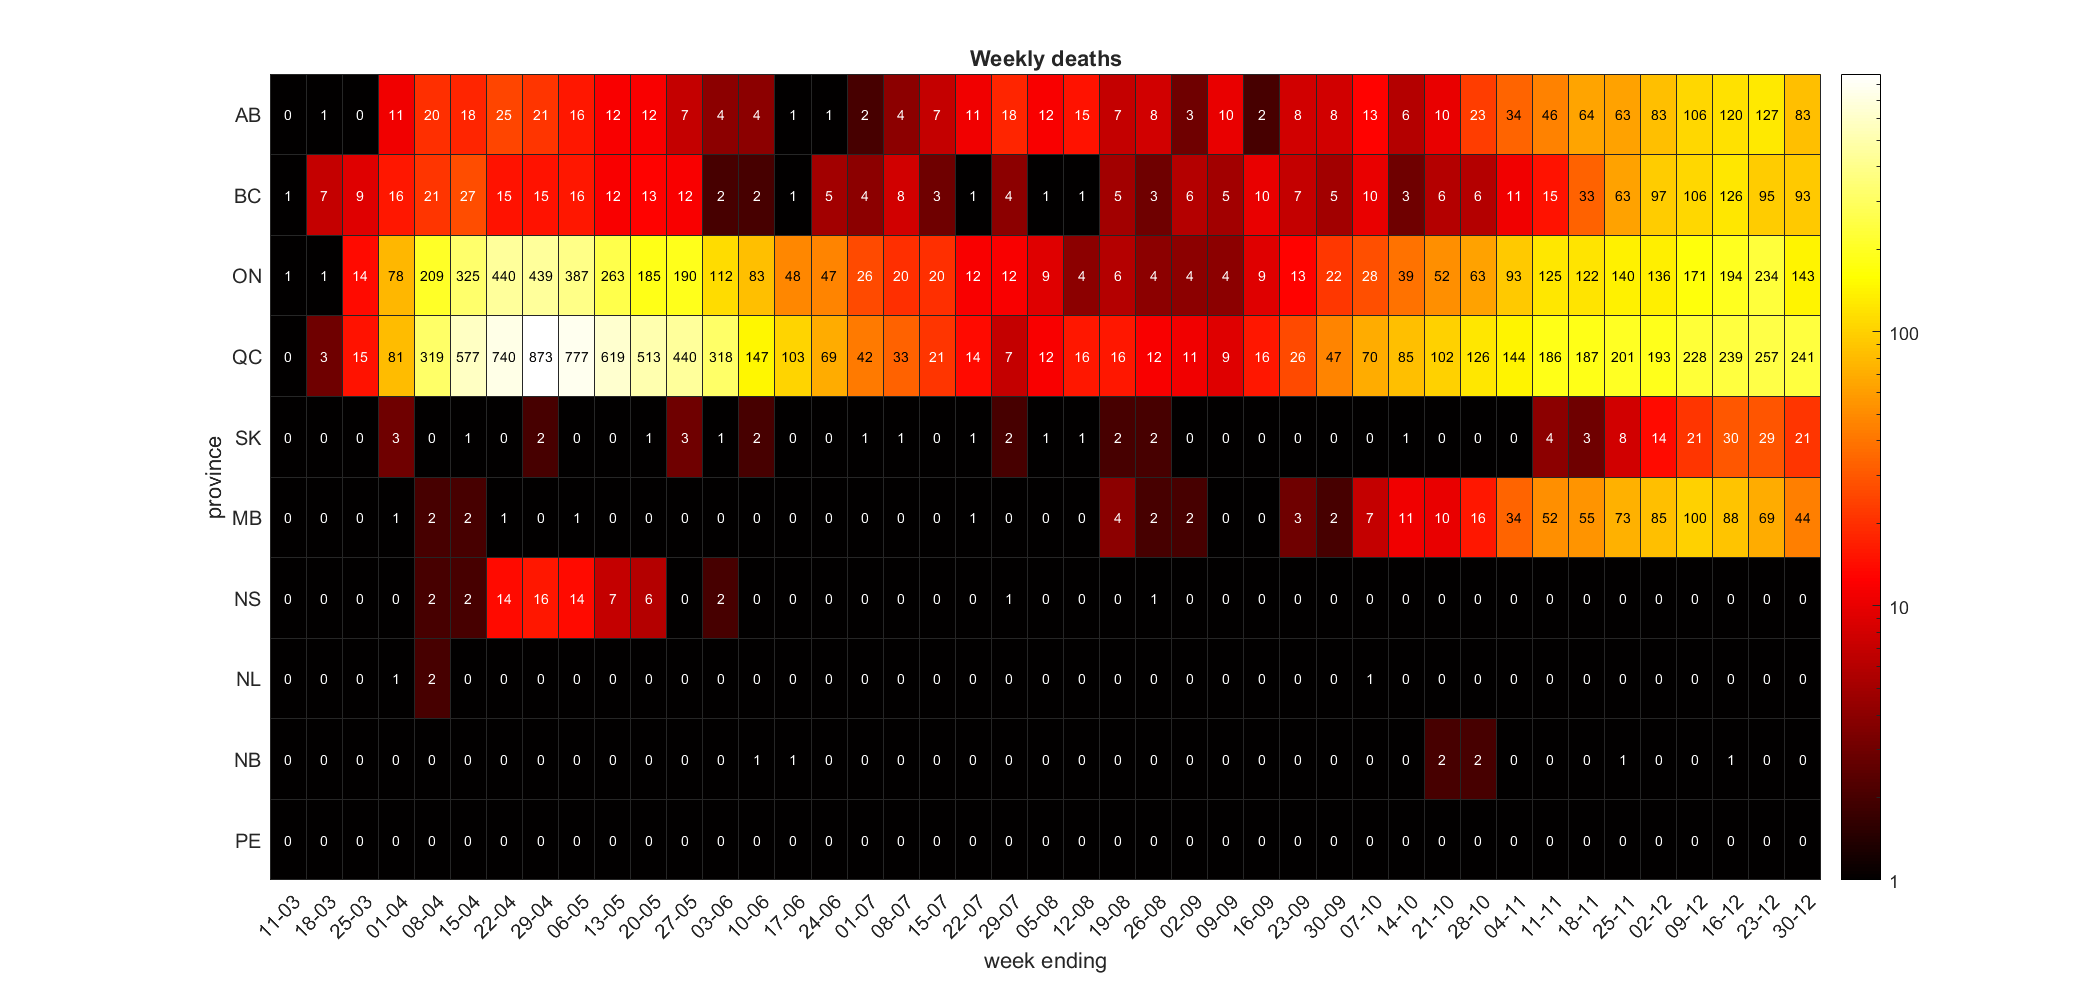 Weekly deaths
AB 0 1 0 11 20 18 25 21 16 12 12 7 4 4 1 1 2 4 7 11 18 12 15 7 8 3 10 2 8 8 13 6 10 23 34 46 64 63 83 106 120 127 83
BC 1 7 9 16 21 27 15 15 16 12 13 12 2 2 1 5 4 8 3 1 4 1 1 5 3 6 5 10 7 5 10 3 6 6 11 15 33 63 97 106 126 95 93
ON 1 1 14 78 209 325 440 439 387 263 185 190 112 83 48 47 26 20 20 12 12 9 4 6 4 4 4 9 13 22 28 39 52 63 93 125 122 140 136 171 194 234 143
100
QC 0 3 15 81 319 577 740 873 777 619 513 440 318 147 103 69 42 33 21 14 7 12 16 16 12 11 9 16 26 47 70 85 102 126 144 186 187 201 193 228 239 257 241
SK 0 0 0 3 0 1 0 2 0 0 1 3 1 2 0 0 1 1 0 1 2 1 1 2 2 0 0 0 0 0 0 1 0 0 0 4 3 8 14 21 30 29 21
province
MB 0 0 0 1 2 2 1 0 1 0 0 0 0 0 0 0 0 0 0 1 0 0 0 4 2 2 0 0 3 2 7 11 10 16 34 52 55 73 85 100 88 69 44
NS 0 0 0 0 2 2 14 16 14 7 6 0 2 0 0 0 0 0 0 0 1 0 0 0 1 0 0 0 0 0 0 0 0 0 0 0 0 0 0 0 0 0 0
10
NL 0 0 0 1 2 0 0 0 0 0 0 0 0 0 0 0 0 0 0 0 0 0 0 0 0 0 0 0 0 0 1 0 0 0 0 0 0 0 0 0 0 0 0
NB 0 0 0 0 0 0 0 0 0 0 0 0 0 1 1 0 0 0 0 0 0 0 0 0 0 0 0 0 0 0 0 0 2 2 0 0 0 1 0 0 1 0 0
PE 0 0 0 0 0 0 0 0 0 0 0 0 0 0 0 0 0 0 0 0 0 0 0 0 0 0 0 0 0 0 0 0 0 0 0 0 0 0 0 0 0 0 0
1
11-03 18-03 25-03 01-04 08-04 15-04 22-04 29-04 06-05 13-05 20-05 27-05 03-06 10-06 17-06 24-06 01-07 08-07 15-07 22-07 29-07 05-08 12-08 19-08 26-08 02-09 09-09 16-09 23-09 30-09 07-10 14-10 21-10 28-10 04-11 11-11 18-11 25-11 02-12 09-12 16-12 23-12 30-12
week ending